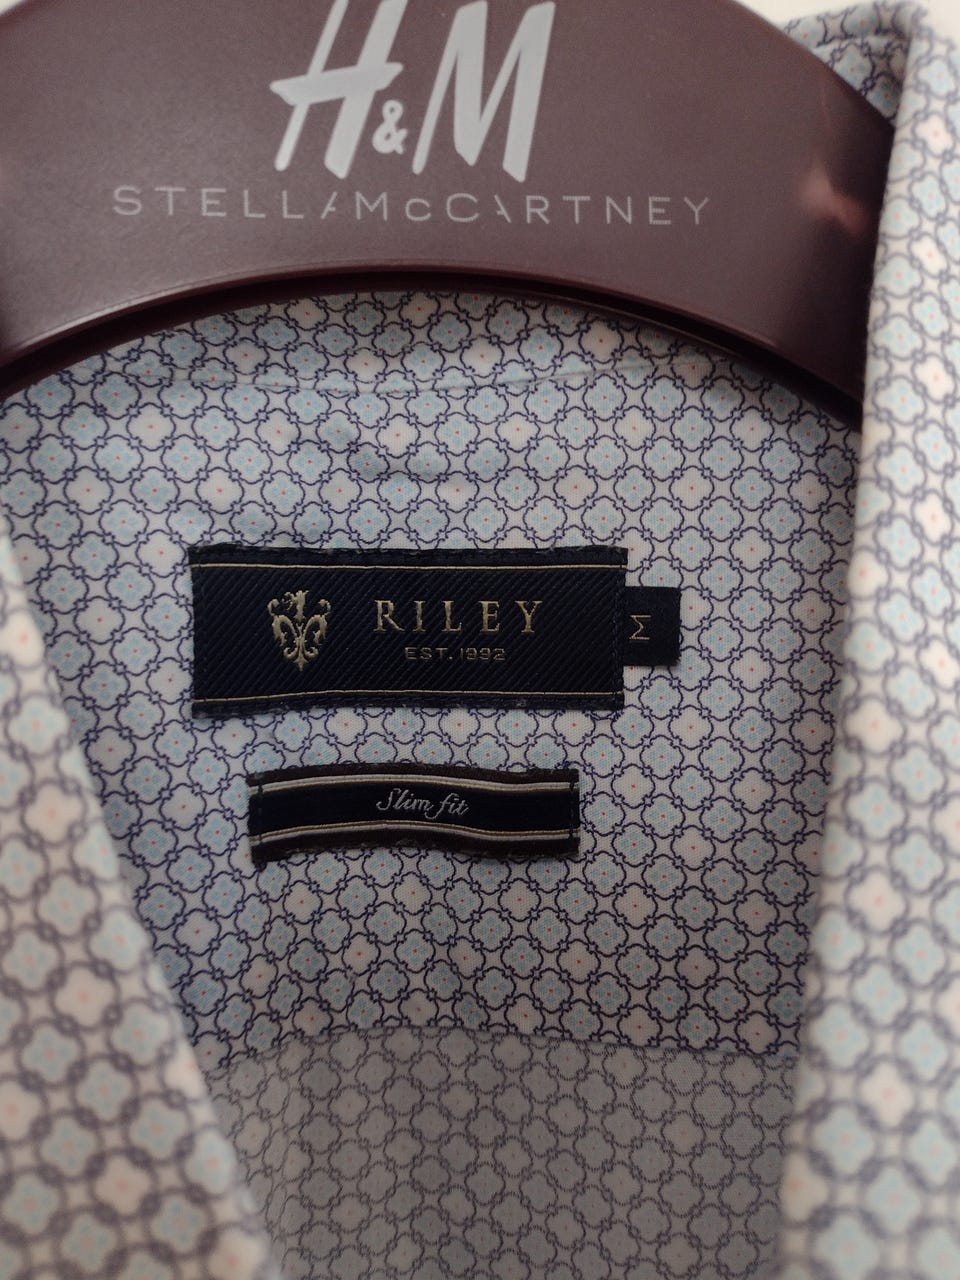 H&M
STELLA McCARTNEY
RILEY
EST. 1992
M
Slim fit